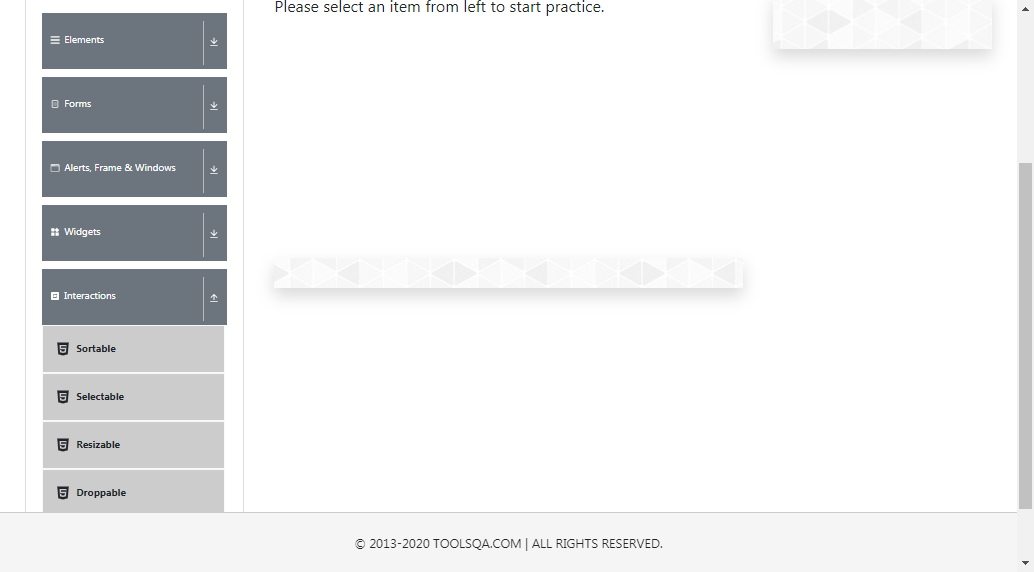 Please select an item from left to start practice.
Elements
Forms
Alerts, Frame & Windows
Widgets
Interactions
Sortable
Selectable
Resizable
Droppable
© 2013-2020 TOOLSQA.COM | ALL RIGHTS RESERVED.